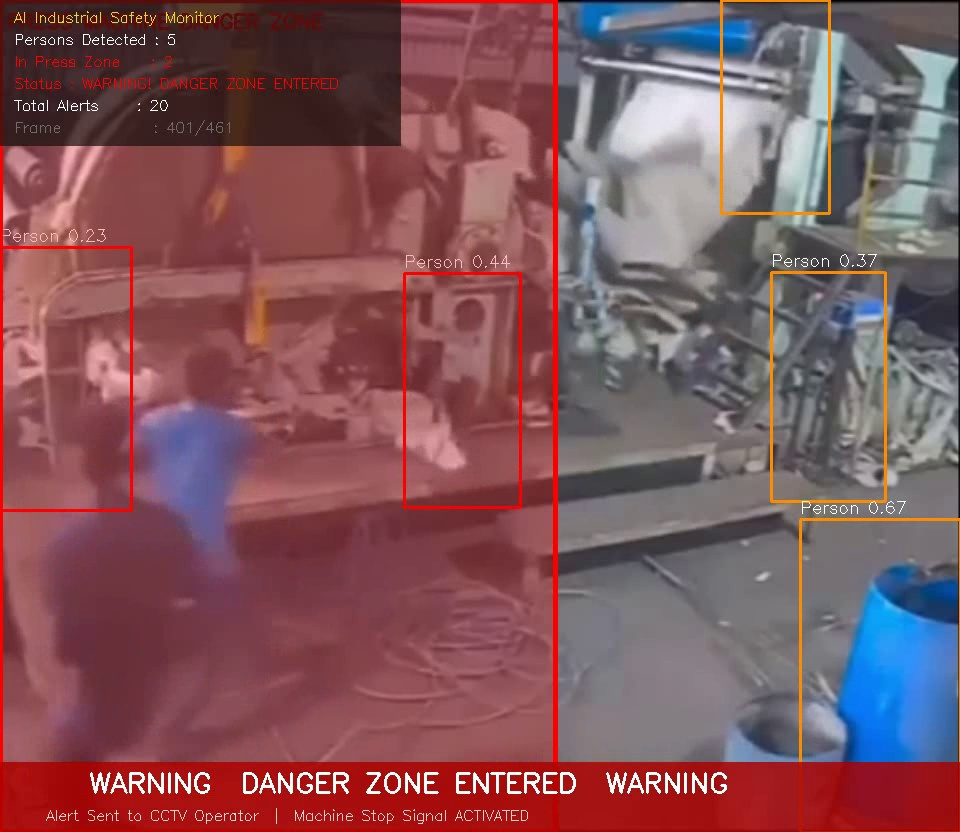 DANGER ZONE
AI Industrial Safety Monitor
Persons Detected : 5
In Press Zone : 2
Status : WARNING! DANGER ZONE ENTERED
Total Alerts : 20
Frame : 401/461
Person 0.23
Person 0.44
Person 0.37
Person 0.67
WARNING DANGER ZONE ENTERED WARNING
Alert Sent to CCTV Operator | Machine Stop Signal ACTIVATED